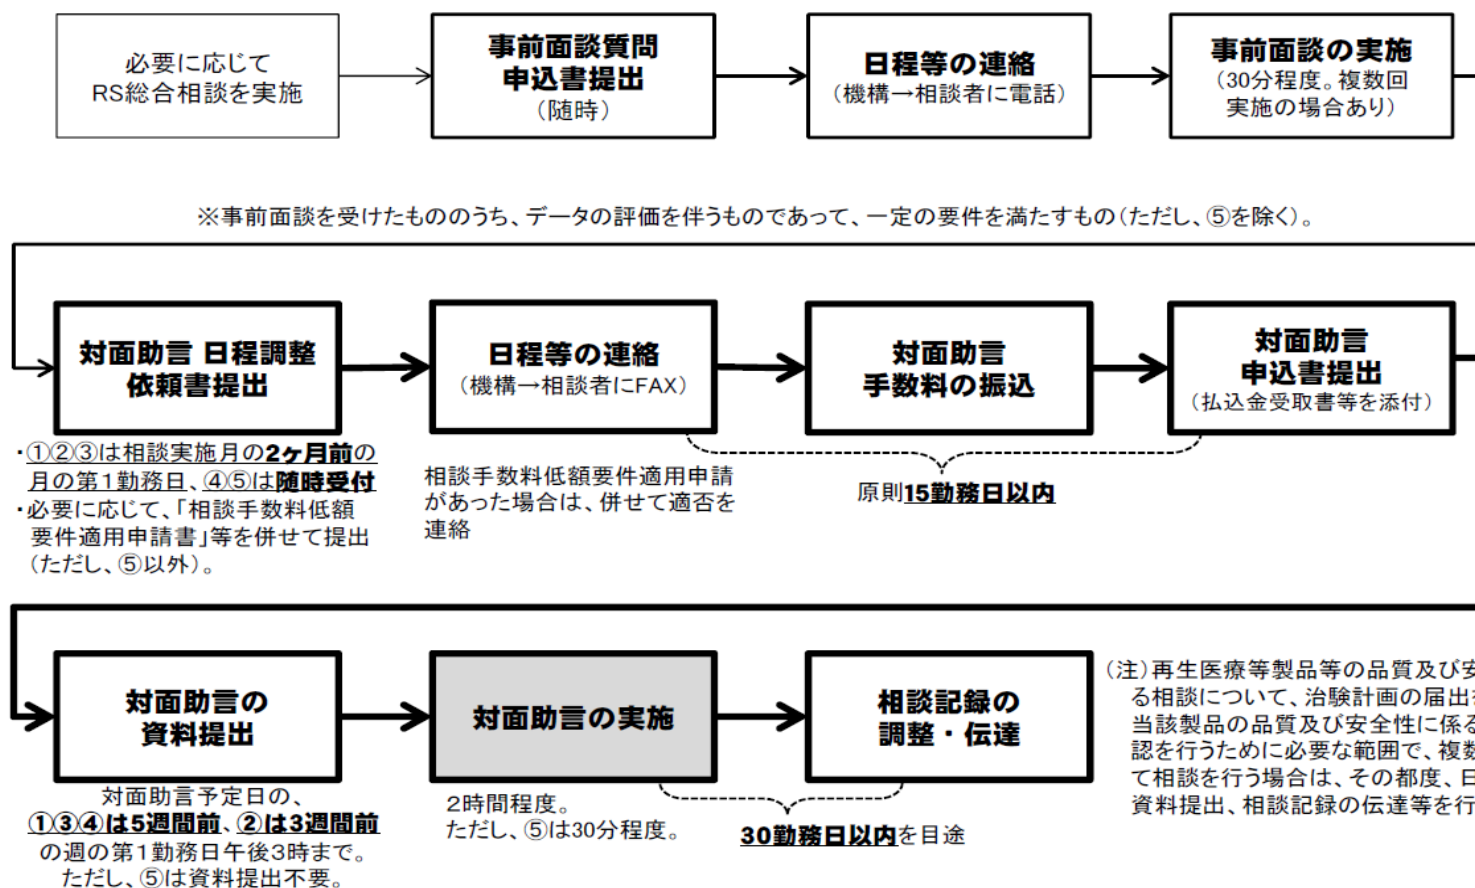 必要に応じて
RS総合相談を実施
事前面談質問
申込書提出
（随時）
日程等の連絡
（機構→相談者に電話）
事前面談の実施
（30分程度。複数回
実施の場合あり）
※事前面談を受けたもののうち、データの評価を伴うものであって、一定の要件を満たすもの（ただし、⑤を除く）。
対面助言 日程調整
依頼書提出
日程等の連絡
（機構→相談者にFAX）
対面助言
手数料の振込
対面助言
申込書提出
（払込金受取書等を添付）
・①②③は相談実施月の2ヶ月前の
月の第1勤務日、④⑤は随時受付
・必要に応じて、「相談手数料低額
要件適用申請書」等を併せて提出
（ただし、⑤以外）。
相談手数料低額要件適用申請
があった場合は、併せて適否を
連絡
原則15勤務日以内
対面助言の
資料提出
対面助言の実施
相談記録の
調整・伝達
対面助言予定日の、
①③④は5週間前、②は3週間前
の週の第1勤務日午後3時まで。
ただし、⑤は資料提出不要。
2時間程度。
ただし、⑤は30分程度。
30勤務日以内を目途
（注）再生医療等製品等の品質及び安
る相談について、治験計画の届出
当該製品の品質及び安全性に係る
認を行うために必要な範囲で、複数
て相談を行う場合は、その都度、日
資料提出、相談記録の伝達等を行